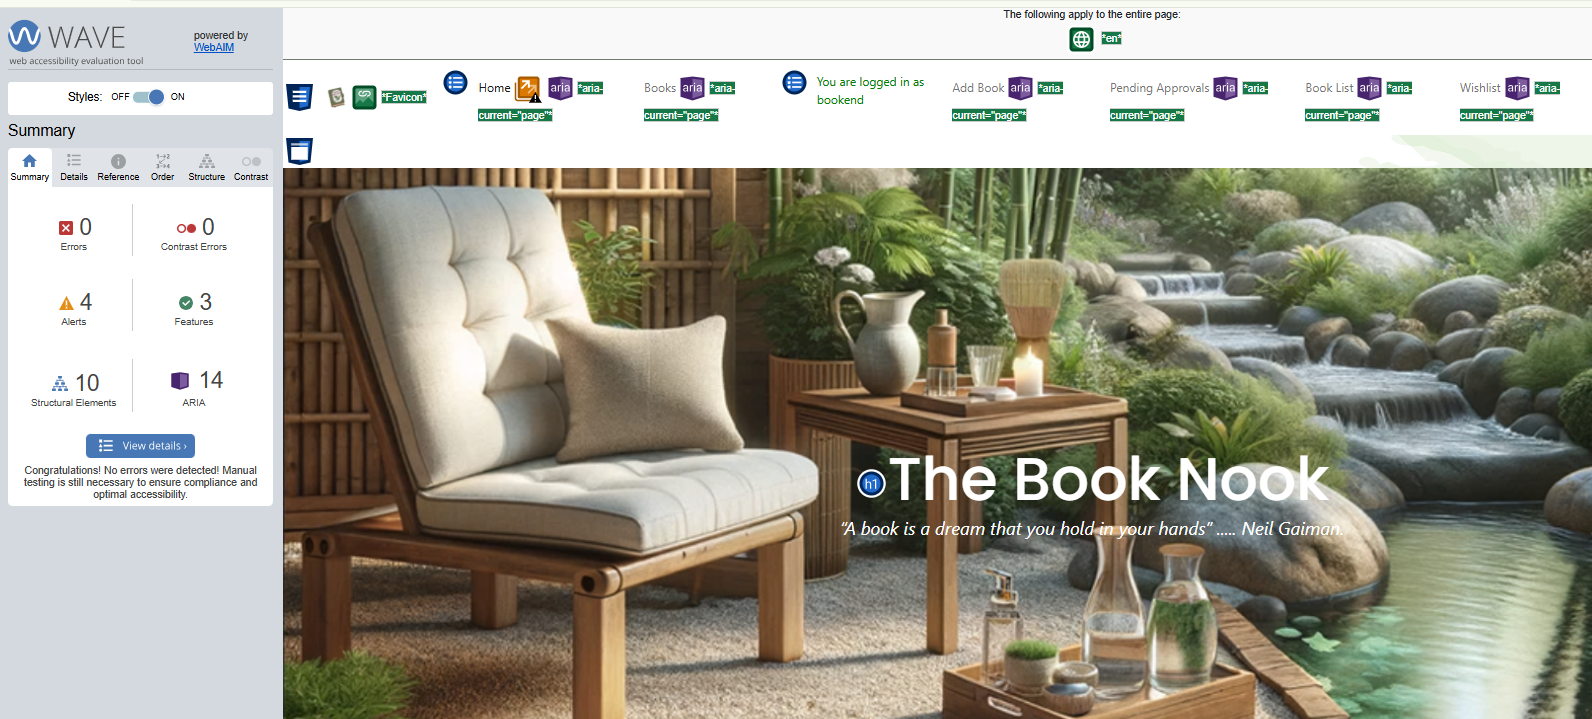 WAVE
powered by
WebAIM
web accessibility evaluation tool
Styles: OFF ON
Summary
Summary Details Reference Order Structure Contrast
1→2
3→4
0
Errors
0
Contrast Errors
4
Alerts
3
Features
10
Structural Elements
14
ARIA
View details ›
Congratulations! No errors were detected! Manual
testing is still necessary to ensure compliance and
optimal accessibility.
The following apply to the entire page:
*en*
*Favicon*
Home aria *aria-
current="page"*
Books aria *aria-
current="page"*
You are logged in as
bookend
Add Book aria *aria-
current="page"*
Pending Approvals aria *aria-
current="page"*
Book List aria *aria-
current="page"*
Wishlist aria *aria-
current="page"*
h1 The Book Nook
“A book is a dream that you hold in your hands” ..... Neil Gaiman.